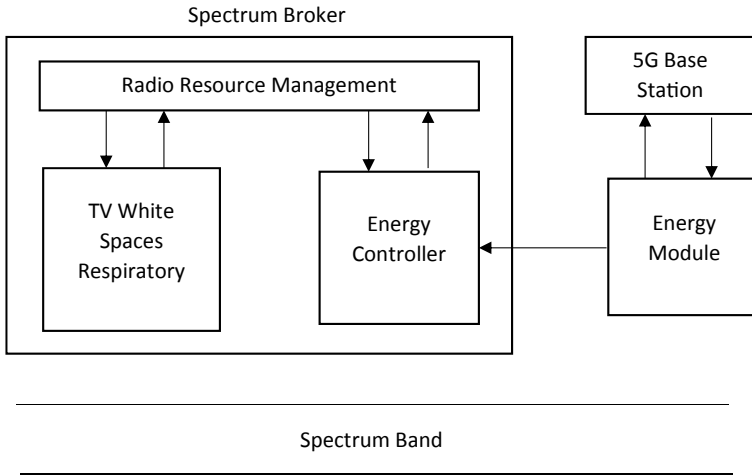 Spectrum Broker
Radio Resource Management
5G Base
Station
TV White
Spaces
Respiratory
Energy
Controller
Energy
Module
Spectrum Band